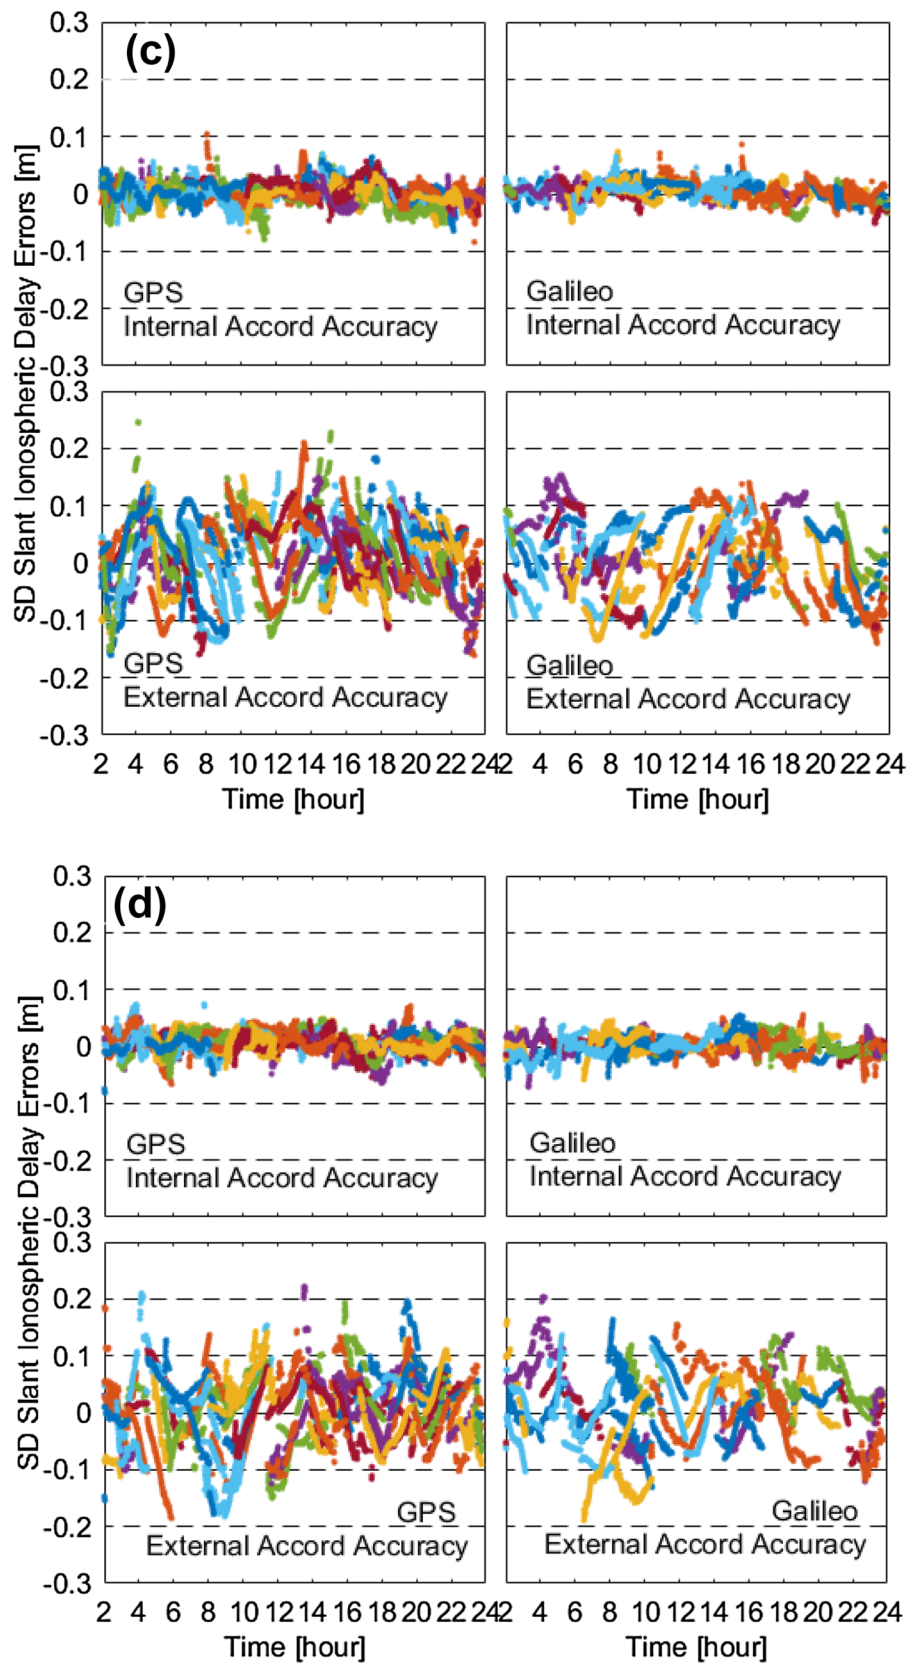 (c)
SD Slant Ionospheric Delay Errors [m]
0.3
0.2
0.1
0
-0.1
-0.2
-0.3
GPS
Internal Accord Accuracy
Galileo
Internal Accord Accuracy
0.3
0.2
0.1
0
-0.1
-0.2
-0.3
GPS
External Accord Accuracy
Galileo
External Accord Accuracy
2 4 6 8 10 12 14 16 18 20 22 24
2 4 6 8 10 12 14 16 18 20 22 24
Time [hour]
Time [hour]
(d)
SD Slant Ionospheric Delay Errors [m]
0.3
0.2
0.1
0
-0.1
-0.2
-0.3
GPS
Internal Accord Accuracy
Galileo
Internal Accord Accuracy
0.3
0.2
0.1
0
-0.1
-0.2
-0.3
GPS
External Accord Accuracy
Galileo
External Accord Accuracy
2 4 6 8 10 12 14 16 18 20 22 24
2 4 6 8 10 12 14 16 18 20 22 24
Time [hour]
Time [hour]